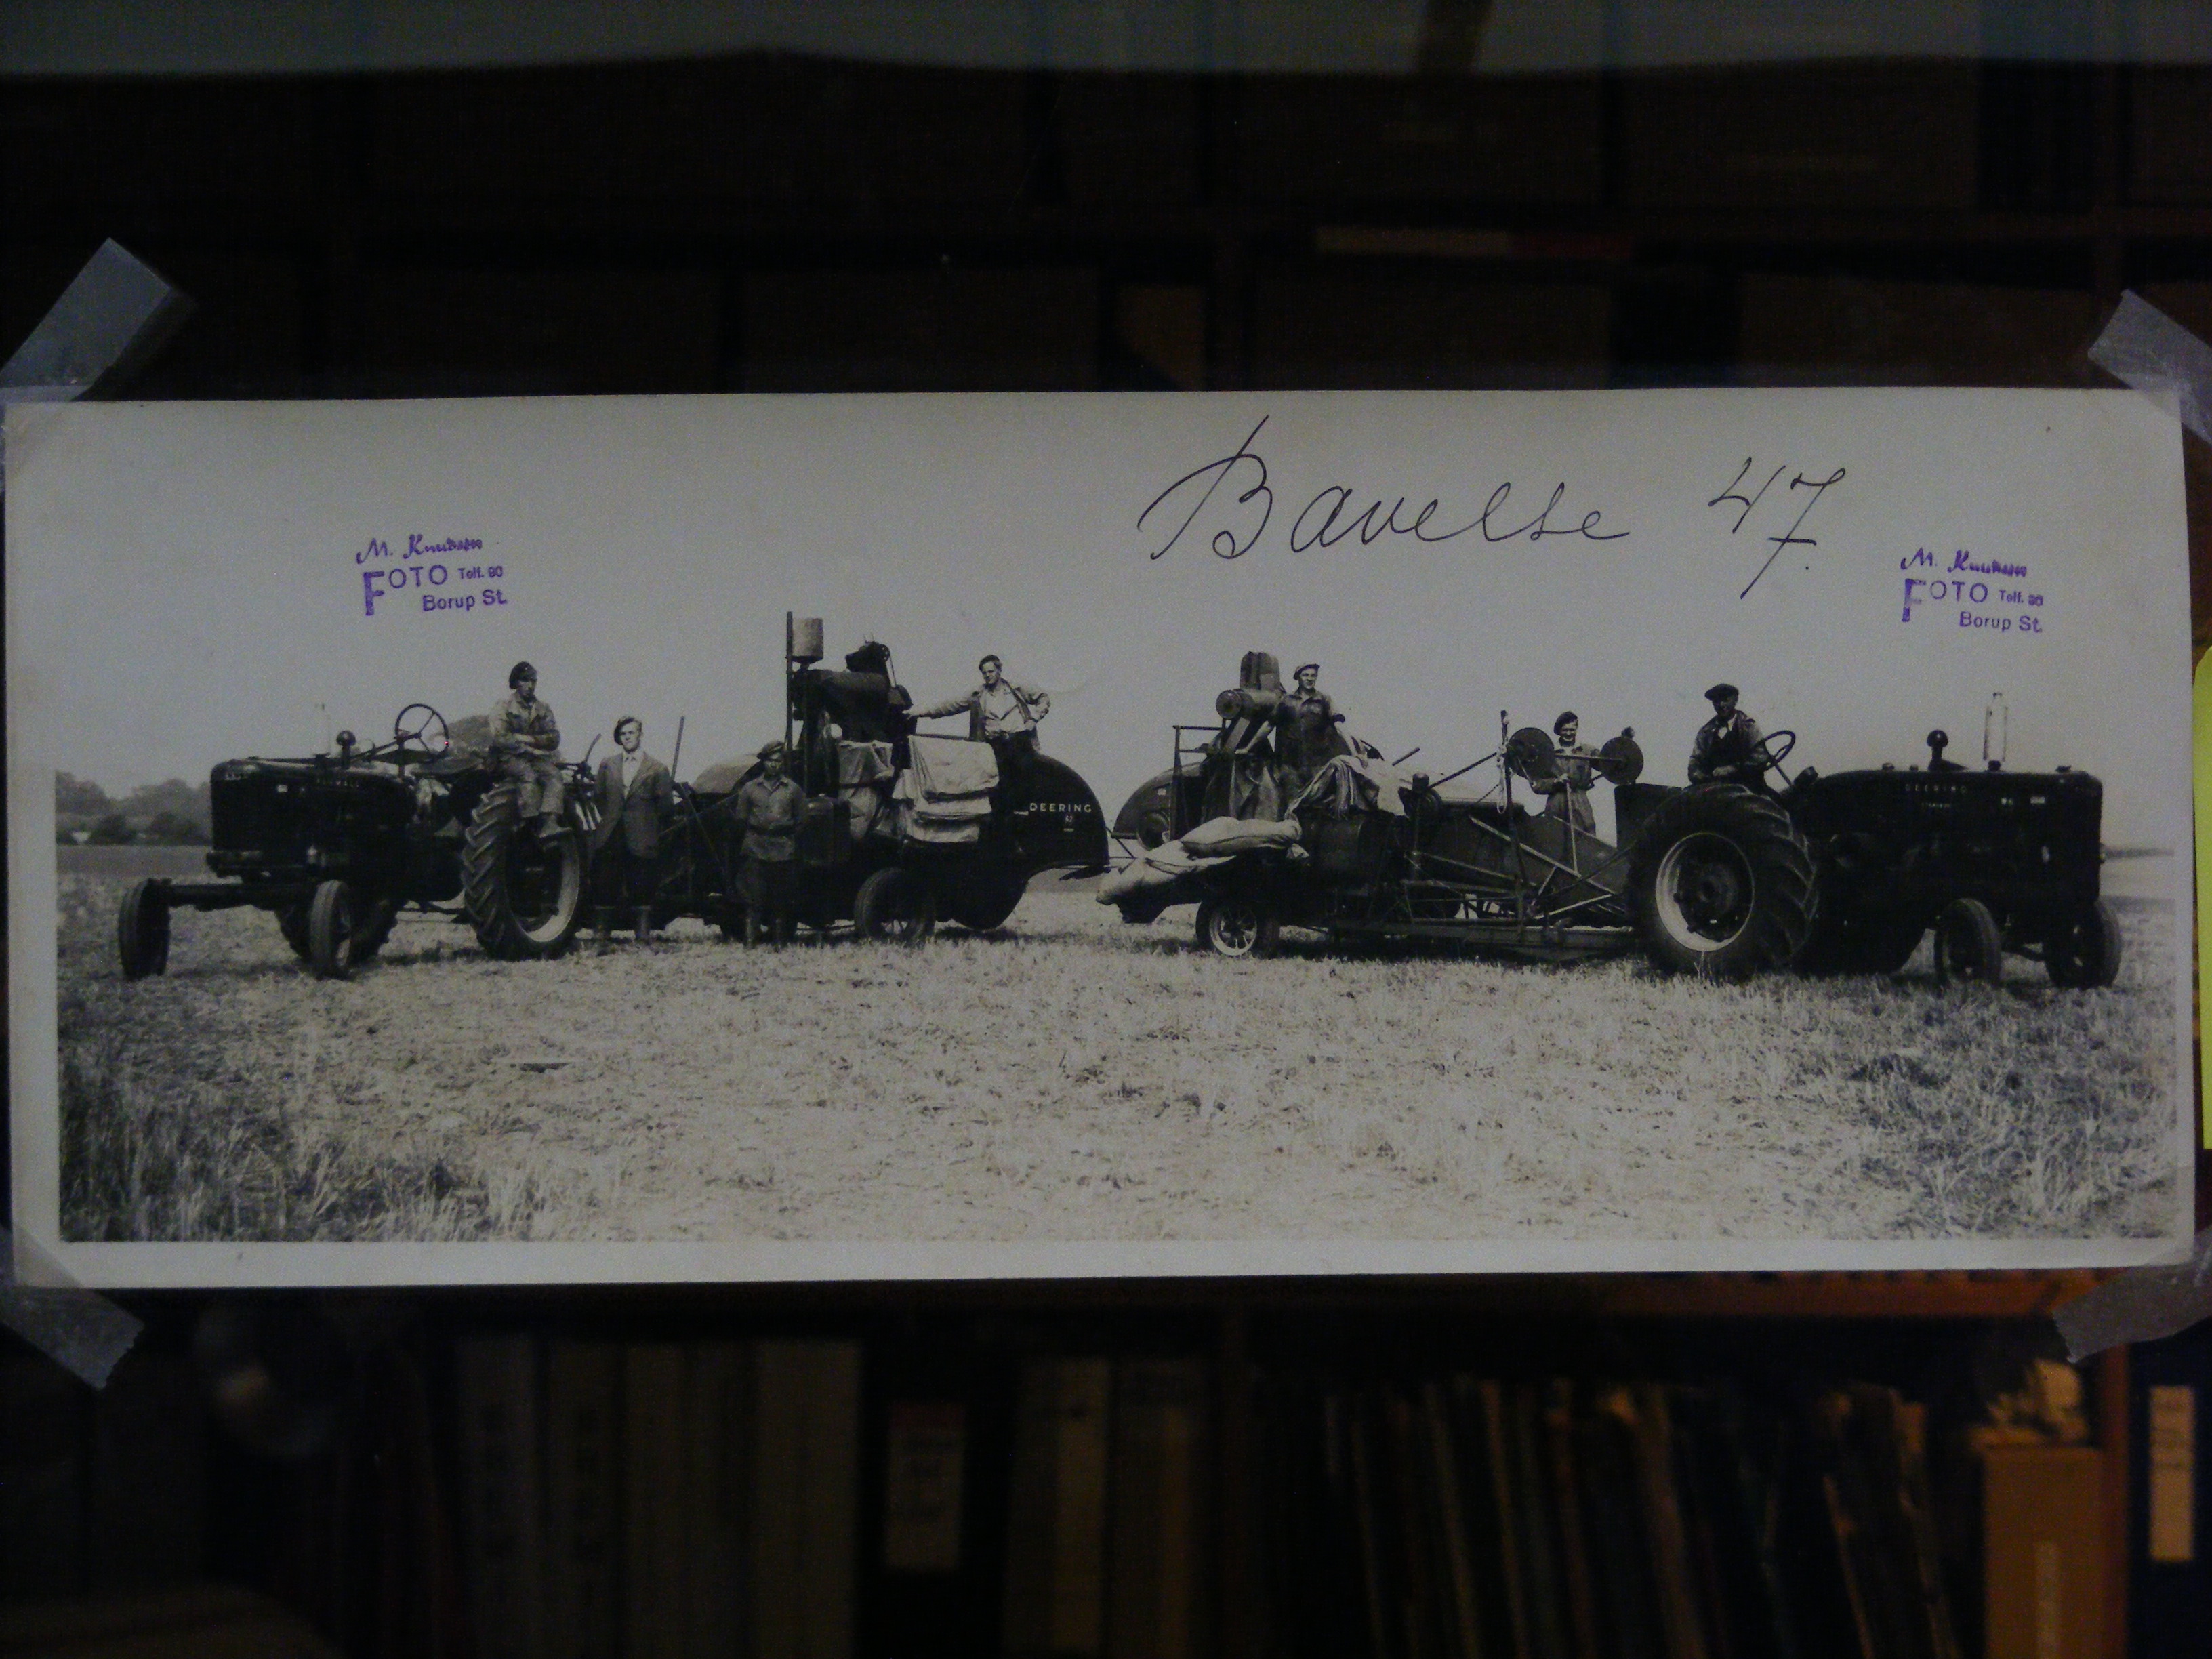 Bavelse 47.
M. Knudsen
FOTO Telf. 90
Borup St.
M. Knudsen
FOTO Telf. 90
Borup St.
DEERING
DEERING